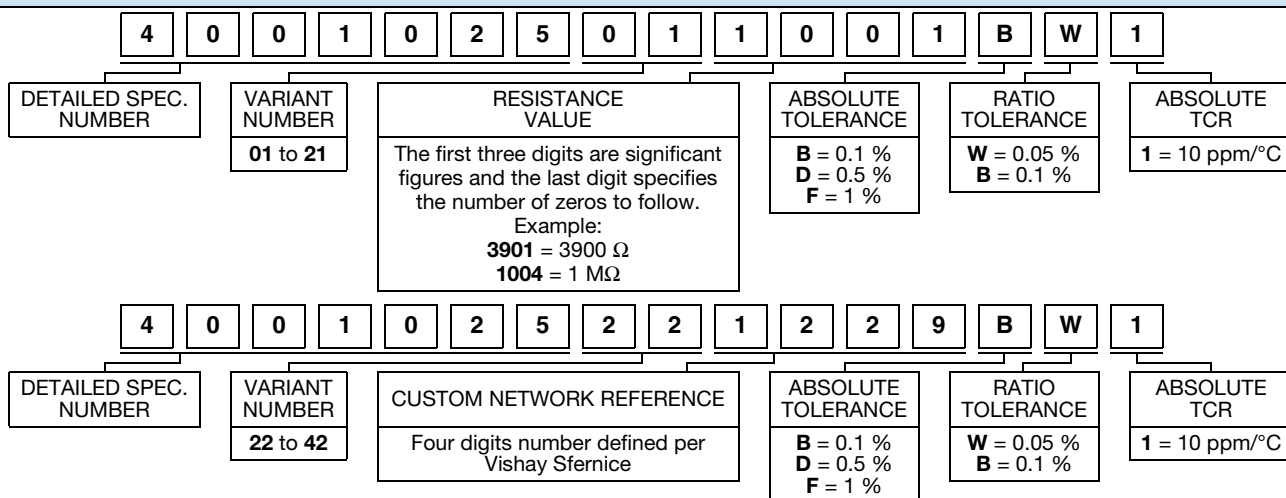 4 0 0 1 0 2 5 0 1 1 0 0 1 B W 1
DETAILED SPEC.
NUMBER
VARIANT
NUMBER
01 to 21
RESISTANCE
VALUE
The first three digits are significant
figures and the last digit specifies
the number of zeros to follow.
Example:
3901 = 3900 Ω
1004 = 1 MΩ
ABSOLUTE
TOLERANCE
B = 0.1 %
D = 0.5 %
F = 1 %
RATIO
TOLERANCE
W = 0.05 %
B = 0.1 %
ABSOLUTE
TCR
1 = 10 ppm/°C
4 0 0 1 0 2 5 2 2 1 2 2 9 B W 1
DETAILED SPEC.
NUMBER
VARIANT
NUMBER
22 to 42
CUSTOM NETWORK REFERENCE
Four digits number defined per
Vishay Sfernice
ABSOLUTE
TOLERANCE
B = 0.1 %
D = 0.5 %
F = 1 %
RATIO
TOLERANCE
W = 0.05 %
B = 0.1 %
ABSOLUTE
TCR
1 = 10 ppm/°C